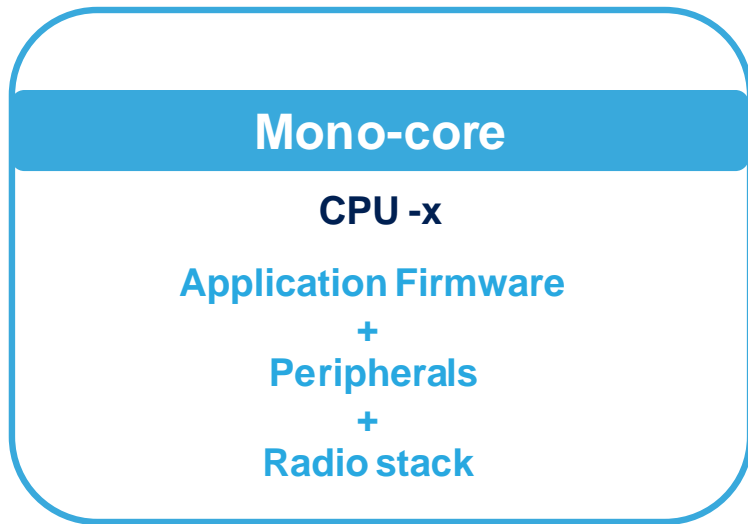 Mono-core
CPU -x
Application Firmware
+
Peripherals
+
Radio stack